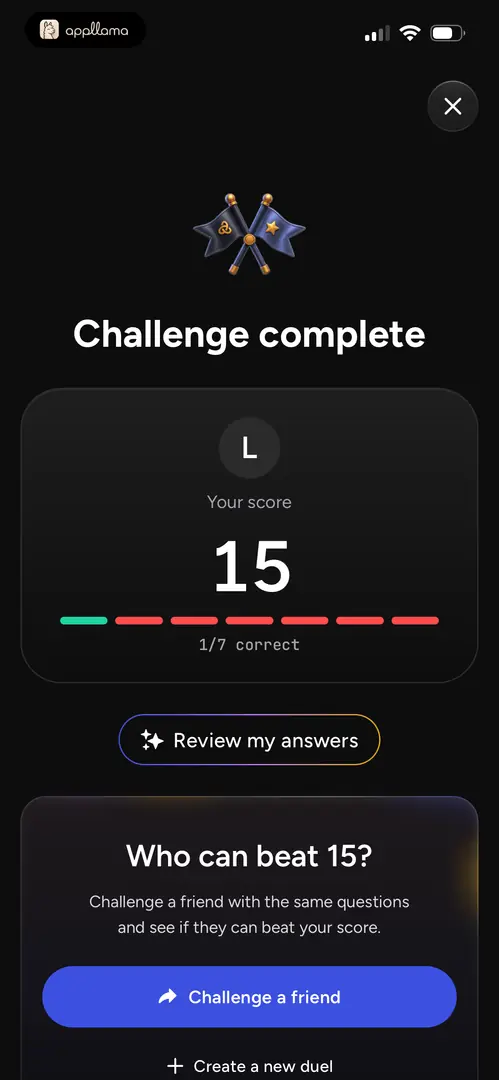 appllama
Challenge complete
L
Your score
15
1/7 correct
Review my answers
Who can beat 15?
Challenge a friend with the same questions
and see if they can beat your score.
Challenge a friend
Create a new duel